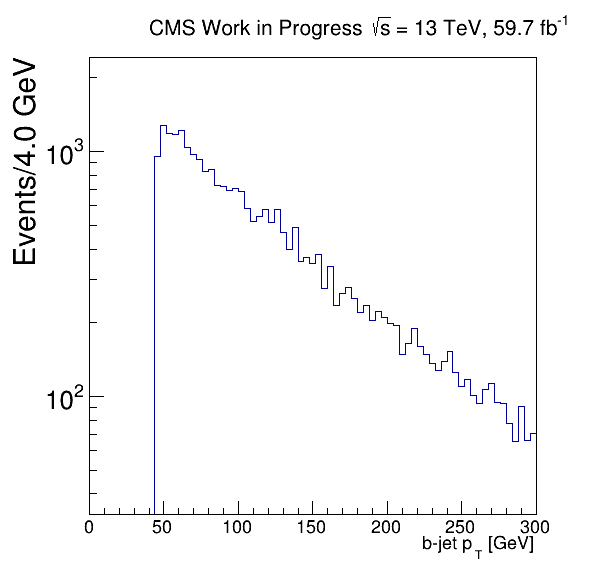 CMS Work in Progress √s = 13 TeV, 59.7 fb⁻¹
Events/4.0 GeV
10³
10²
0 50 100 150 200 250 300
b-jet p_T [GeV]